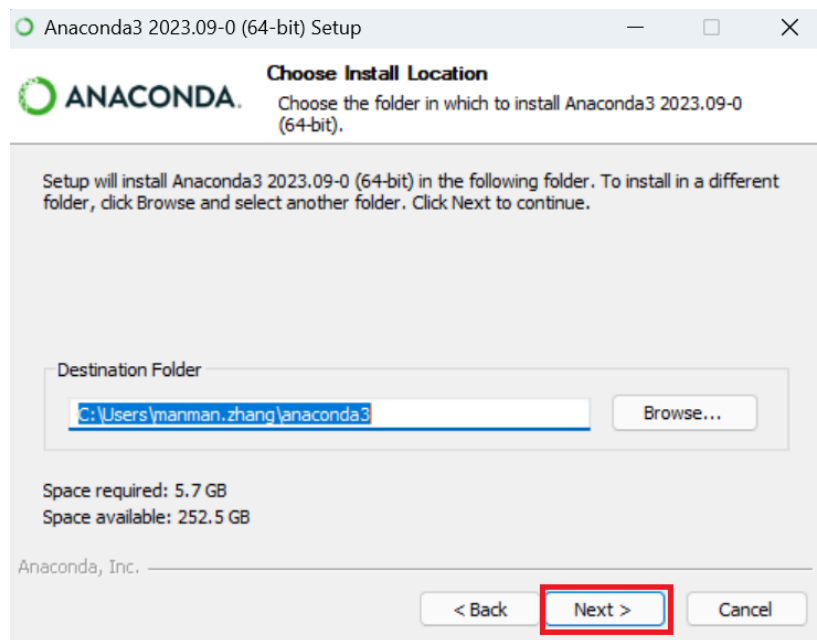 Anaconda3 2023.09-0 (64-bit) Setup
ANACONDA.
Choose Install Location
Choose the folder in which to install Anaconda3 2023.09-0
(64-bit).
Setup will install Anaconda3 2023.09-0 (64-bit) in the following folder. To install in a different
folder, click Browse and select another folder. Click Next to continue.
Destination Folder
C:\Users\manman.zhang\anaconda3
Browse...
Space required: 5.7 GB
Space available: 252.5 GB
Anaconda, Inc.
< Back
Next >
Cancel